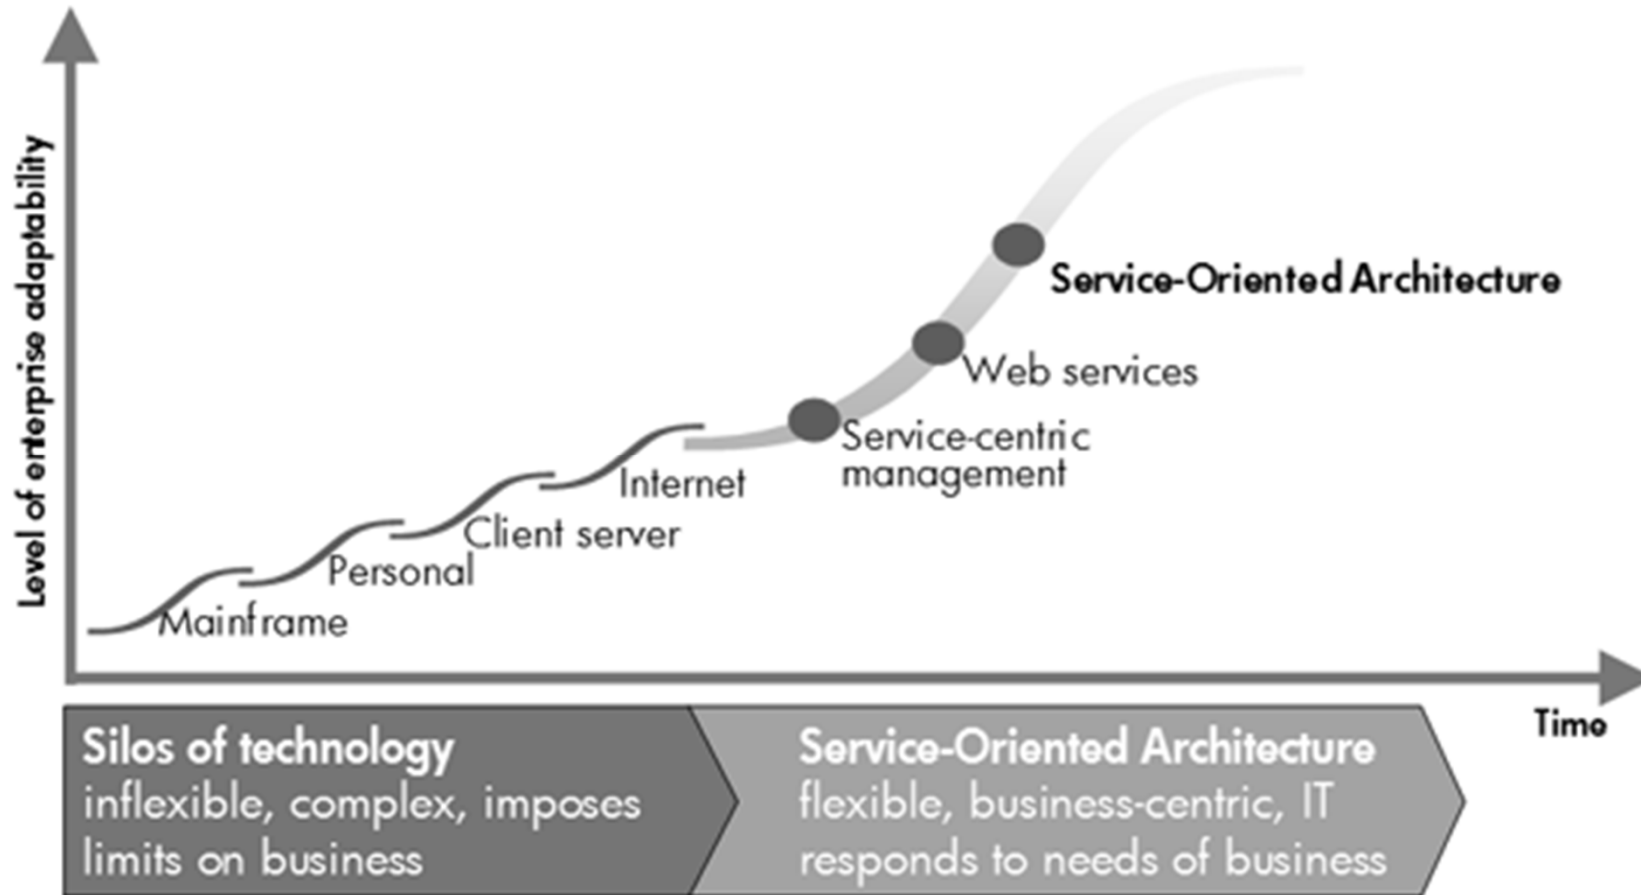 Level of enterprise adaptability
Service-Oriented Architecture
Web services
Service-centric
management
Internet
Client server
Personal
Mainframe
Time
Silos of technology
inflexible, complex, imposes
limits on business
Service-Oriented Architecture
flexible, business-centric, IT
responds to needs of business